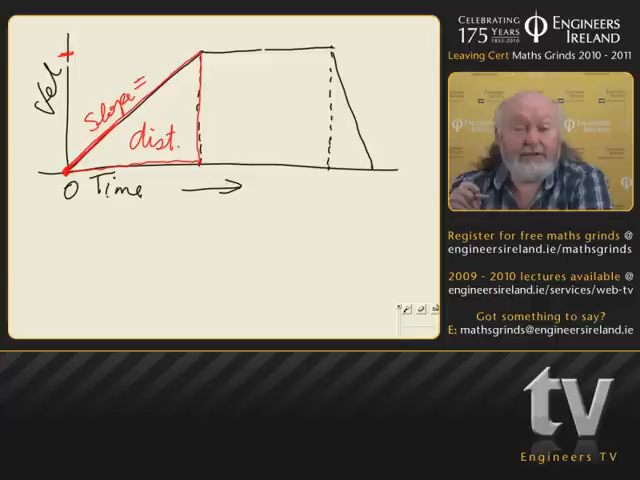 Vel
slope =
dist.
O Time
CELEBRATING
175 YEARS
1835-2010
ENGINEERS
IRELAND
Leaving Cert Maths Grinds 2010 - 2011
Register for free maths grinds @
engineersireland.ie/mathsgrinds
2009 - 2010 lectures available @
engineersireland.ie/services/web-tv
Got something to say?
E: mathsgrinds@engineersireland.ie
tv
Engineers TV